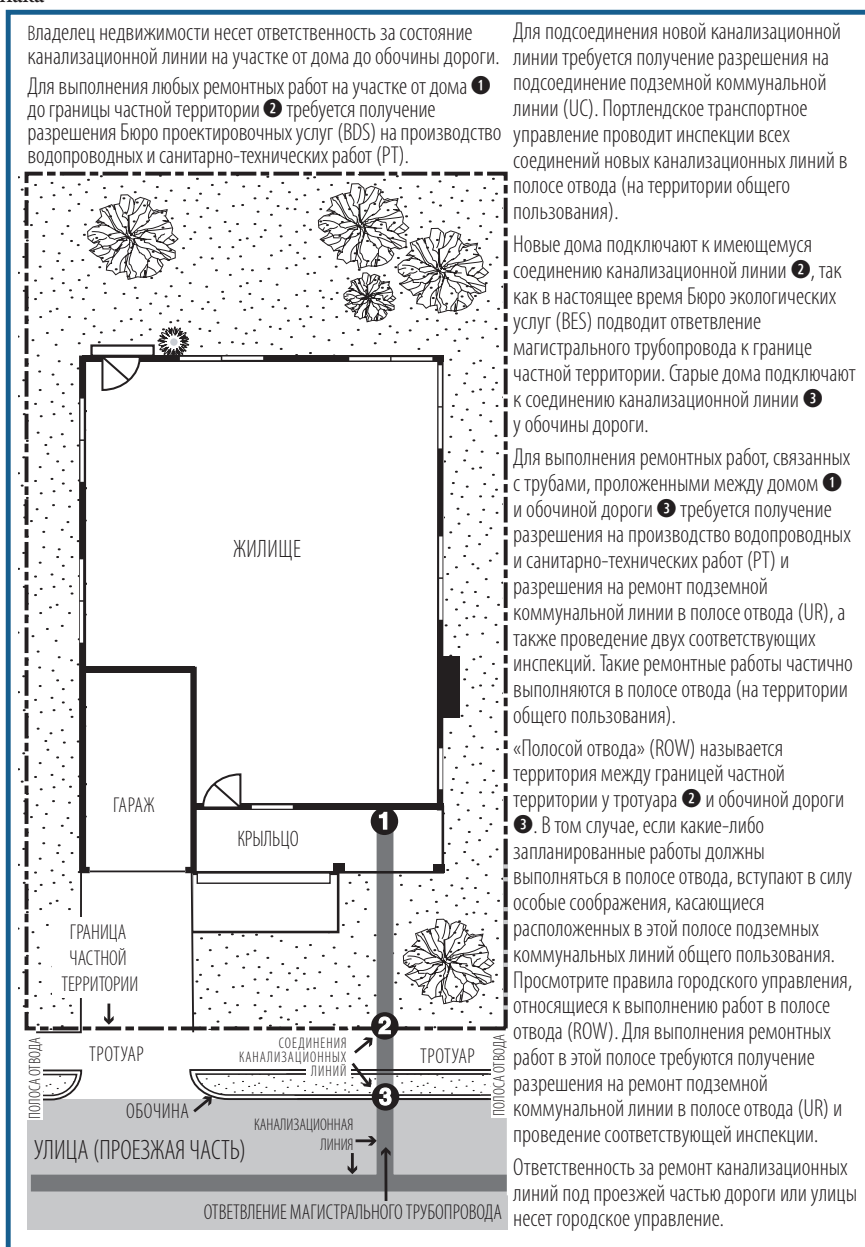 Владелец недвижимости несет ответственность за состояние
канализационной линии на участке от дома до обочины дороги.
Для выполнения любых ремонтных работ на участке от дома ❶
до границы частной территории ❷ требуется получение
разрешения Бюро проектировочных услуг (BDS) на производство
водопроводных и санитарно-технических работ (PT).
ЖИЛИЩЕ
ГАРАЖ
КРЫЛЬЦО
❶
ГРАНИЦА
ЧАСТНОЙ
ТЕРРИТОРИИ
❷
ПОЛОСА ОТВОДА
ТРОТУАР
СОЕДИНЕНИЯ
КАНАЛИЗАЦИОННЫХ
ЛИНИЙ
ТРОТУАР
ПОЛОСА ОТВОДА
❸
ОБОЧИНА
КАНАЛИЗАЦИОННАЯ
ЛИНИЯ
УЛИЦА (ПРОЕЗЖАЯ ЧАСТЬ)
ОТВЕТВЛЕНИЕ МАГИСТРАЛЬНОГО ТРУБОПРОВОДА
Для подсоединения новой канализационной
линии требуется получение разрешения на
подсоединение подземной коммунальной
линии (UC). Портлендское транспортное
управление проводит инспекции всех
соединений новых канализационных линий в
полосе отвода (на территории общего
пользования).
Новые дома подключают к имеющемуся
соединению канализационной линии ❷, так
как в настоящее время Бюро экологических
услуг (BES) подводит ответвление
магистрального трубопровода к границе
частной территории. Старые дома подключают
к соединению канализационной линии ❸
у обочины дороги.
Для выполнения ремонтных работ, связанных
с трубами, проложенными между домом ❶
и обочиной дороги ❸ требуется получение
разрешения на производство водопроводных
и санитарно-технических работ (PT) и
разрешения на ремонт подземной
коммунальной линии в полосе отвода (UR), а
также проведение двух соответствующих
инспекций. Такие ремонтные работы частично
выполняются в полосе отвода (на территории
общего пользования).
«Полосой отвода» (ROW) называется
территория между границей частной
территории у тротуара ❷ и обочиной дороги
❸. В том случае, если какие-либо
запланированные работы должны
выполняться в полосе отвода, вступают в силу
особые соображения, касающиеся
расположенных в этой полосе подземных
коммунальных линий общего пользования.
Просмотрите правила городского управления,
относящиеся к выполнению работ в полосе
отвода (ROW). Для выполнения ремонтных
работ в этой полосе требуются получение
разрешения на ремонт подземной
коммунальной линии в полосе отвода (UR) и
проведение соответствующей инспекции.
Ответственность за ремонт канализационных
линий под проезжей частью дороги или улицы
несет городское управление.